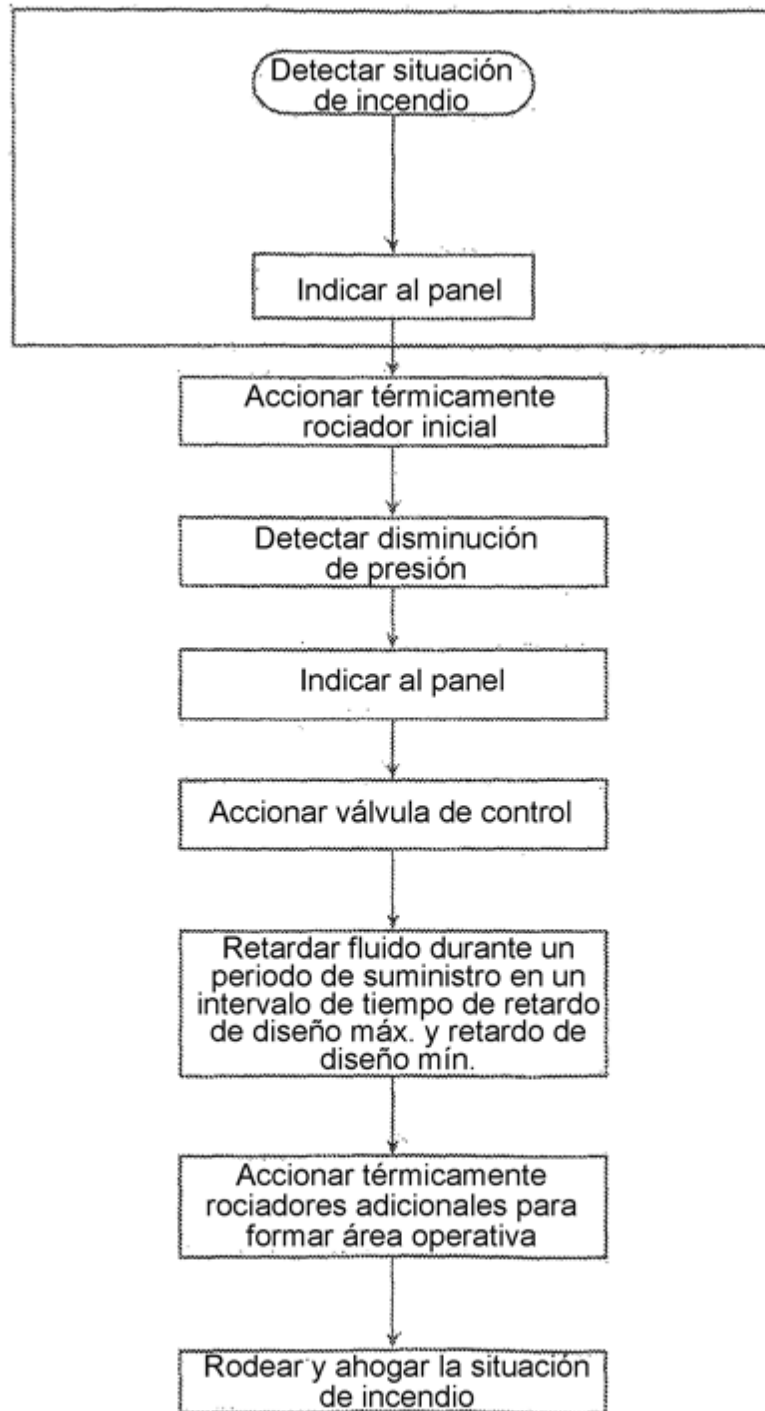 Detectar situación
de incendio
Indicar al panel
Accionar térmicamente
rociador inicial
Detectar disminución
de presión
Indicar al panel
Accionar válvula de control
Retardar fluido durante un
periodo de suministro en un
intervalo de tiempo de retardo
de diseño máx. y retardo de
diseño mín.
Accionar térmicamente
rociadores adicionales para
formar área operativa
Rodear y ahogar la situación
de incendio